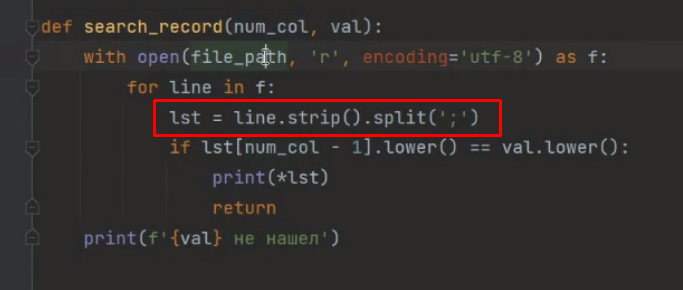 def search_record(num_col, val):
    with open(file_path, 'r', encoding='utf-8') as f:
        for line in f:
            lst = line.strip().split(';')
            if lst[num_col - 1].lower() == val.lower():
                print(*lst)
                return
    print(f'{val} не нашел')